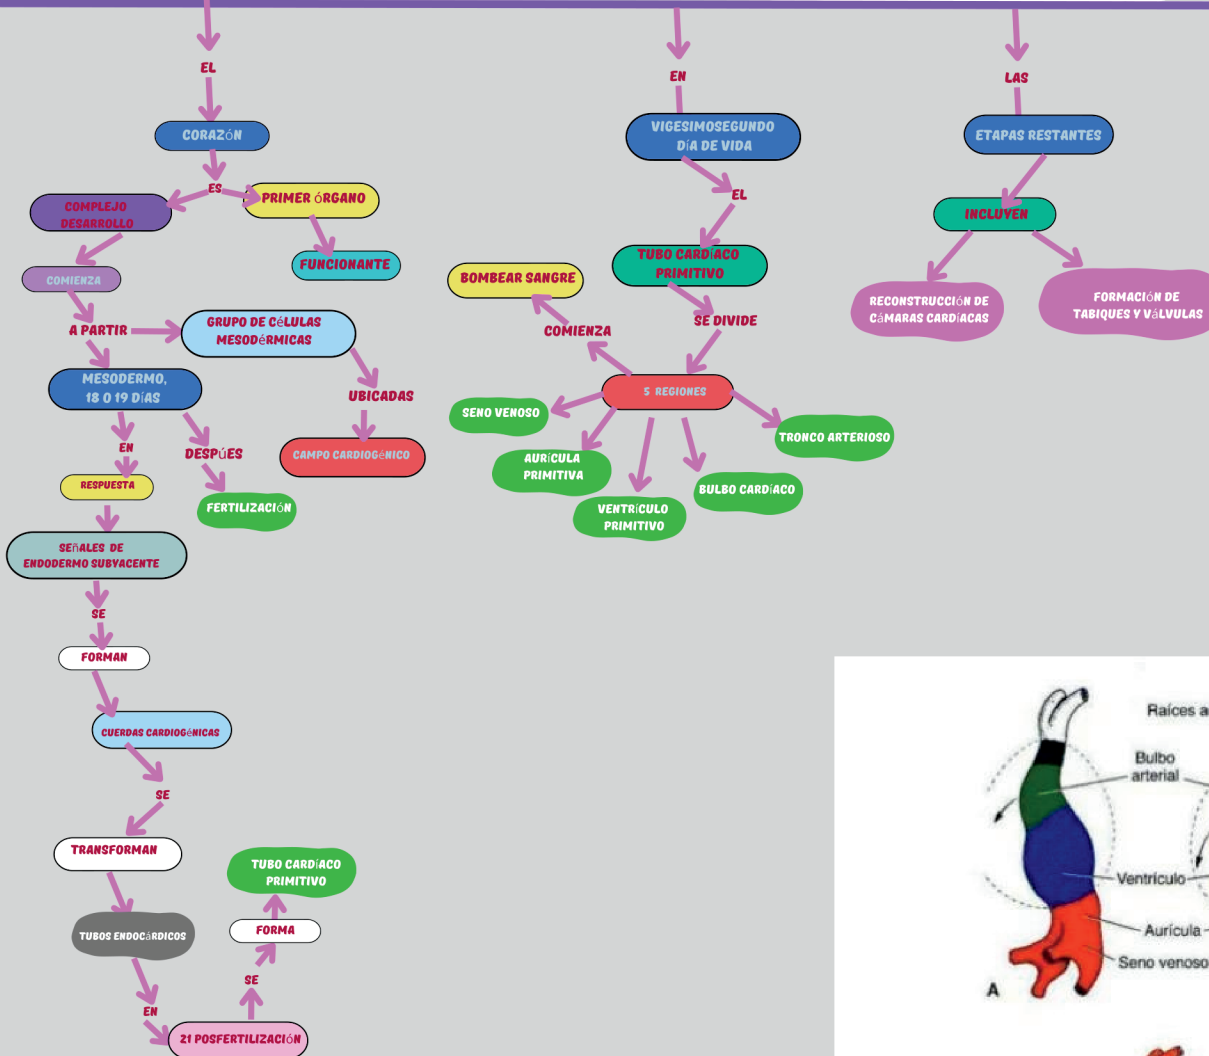 EL
CORAZÓN
ES
COMPLEJO
DESARROLLO
PRIMER ÓRGANO
FUNCIONANTE
COMIENZA
A PARTIR
GRUPO DE CÉLULAS
MESODÉRMICAS
UBICADAS
CAMPO CARDIOGÉNICO
MESODERMO,
18 O 19 DÍAS
EN
DESPÚES
RESPUESTA
FERTILIZACIÓN
SEÑALES DE
ENDODERMO SUBYACENTE
SE
FORMAN
CUERDAS CARDIOGÉNICAS
SE
TRANSFORMAN
TUBOS ENDOCÁRDICOS
EN
21 POSFERTILIZACIÓN
SE
FORMA
TUBO CARDÍACO
PRIMITIVO
EN
VIGESIMOSEGUNDO
DÍA DE VIDA
EL
TUBO CARDÍACO
PRIMITIVO
SE DIVIDE
5 REGIONES
COMIENZA
BOMBEAR SANGRE
SENO VENOSO
AURÍCULA
PRIMITIVA
VENTRÍCULO
PRIMITIVO
BULBO CARDÍACO
TRONCO ARTERIOSO
LAS
ETAPAS RESTANTES
INCLUYEN
RECONSTRUCCIÓN DE
CÁMARAS CARDÍACAS
FORMACIÓN DE
TABIQUES Y VÁLVULAS
Raíces a
Bulbo
arterial
Ventrículo
Aurícula
Seno venoso
A